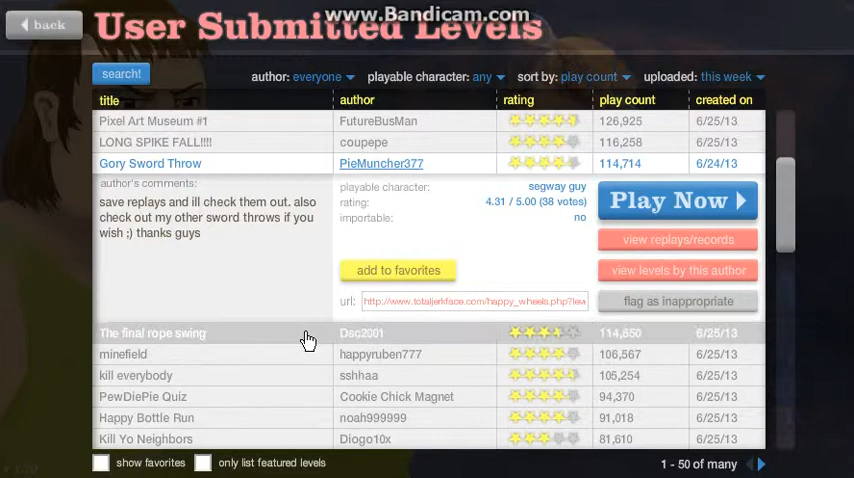 www.Bandicam.com
back
User Submitted Levels
search!
author: everyone playable character: any sort by: play count uploaded: this week
title author rating play count created on
Pixel Art Museum #1 FutureBusMan 126,925 6/25/13
LONG SPIKE FALL!!!! coupepe 116,258 6/25/13
Gory Sword Throw PieMuncher377 114,714 6/24/13
author's comments:
save replays and ill check them out. also
check out my other sword throws if you
wish ;) thanks guys
playable character: segway guy
rating: 4.31 / 5.00 (38 votes)
importable: no
add to favorites
url: http://www.totaljerkface.com/happy_wheels.php?lev
Play Now
view replays/records
view levels by this author
flag as inappropriate
The final rope swing Dsc2001 114,850 6/25/13
minefield happyruben777 106,567 6/25/13
kill everybody sshhaa 105,254 6/25/13
PewDiePie Quiz Cookie Chick Magnet 94,370 6/25/13
Happy Bottle Run noah999999 91,018 6/25/13
Kill Yo Neighbors Diogo10x 81,610 6/25/13
show favorites only list featured levels 1 - 50 of many